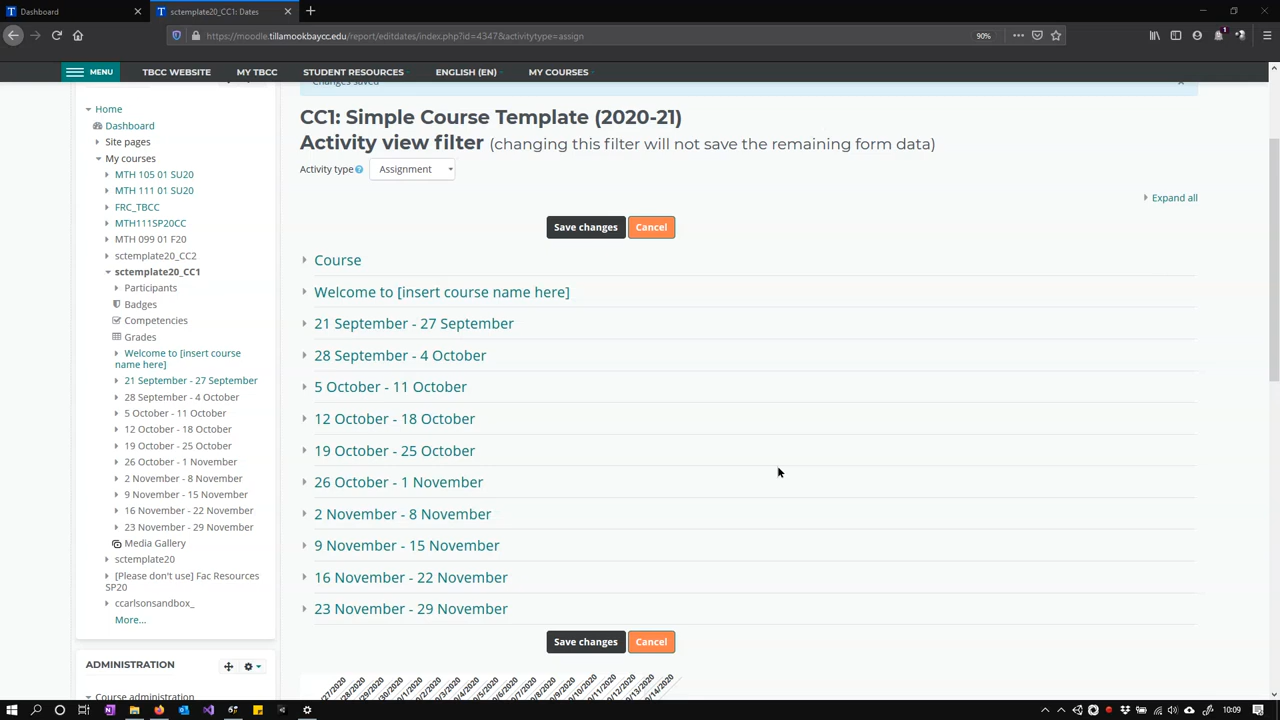 Dashboard
sctemplate20_CC1: Dates
https://moodle.tillamookbaycc.edu/report/editdates/index.php?id=4347&activitytype=assign
90%
MENU
TBCC WEBSITE
MY TBCC
STUDENT RESOURCES
ENGLISH (EN)
MY COURSES
Changes saved
Home
Dashboard
Site pages
My courses
MTH 105 01 SU20
MTH 111 01 SU20
FRC_TBCC
MTH111SP20CC
MTH 099 01 F20
sctemplate20_CC2
sctemplate20_CC1
Participants
Badges
Competencies
Grades
Welcome to [insert course
name here]
21 September - 27 September
28 September - 4 October
5 October - 11 October
12 October - 18 October
19 October - 25 October
26 October - 1 November
2 November - 8 November
9 November - 15 November
16 November - 22 November
23 November - 29 November
Media Gallery
sctemplate20
[Please don't use] Fac Resources
SP20
ccarlsonsandbox_
More...
ADMINISTRATION
Course administration
CC1: Simple Course Template (2020-21)
Activity view filter (changing this filter will not save the remaining form data)
Activity type
Assignment
Expand all
Save changes
Cancel
Course
Welcome to [insert course name here]
21 September - 27 September
28 September - 4 October
5 October - 11 October
12 October - 18 October
19 October - 25 October
26 October - 1 November
2 November - 8 November
9 November - 15 November
16 November - 22 November
23 November - 29 November
Save changes
Cancel
10:09